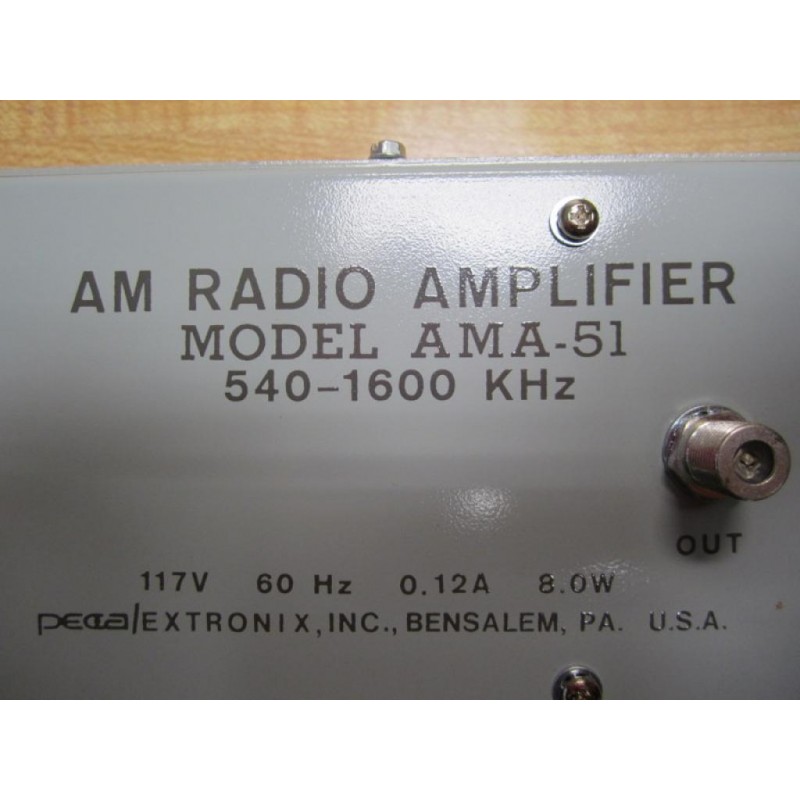 AM RADIO AMPLIFIER
MODEL AMA-51
540-1600 KHz
OUT
117V 60 Hz 0.12A 8.0W
peca/EXTRONIX, INC., BENSALEM, PA. U.S.A.